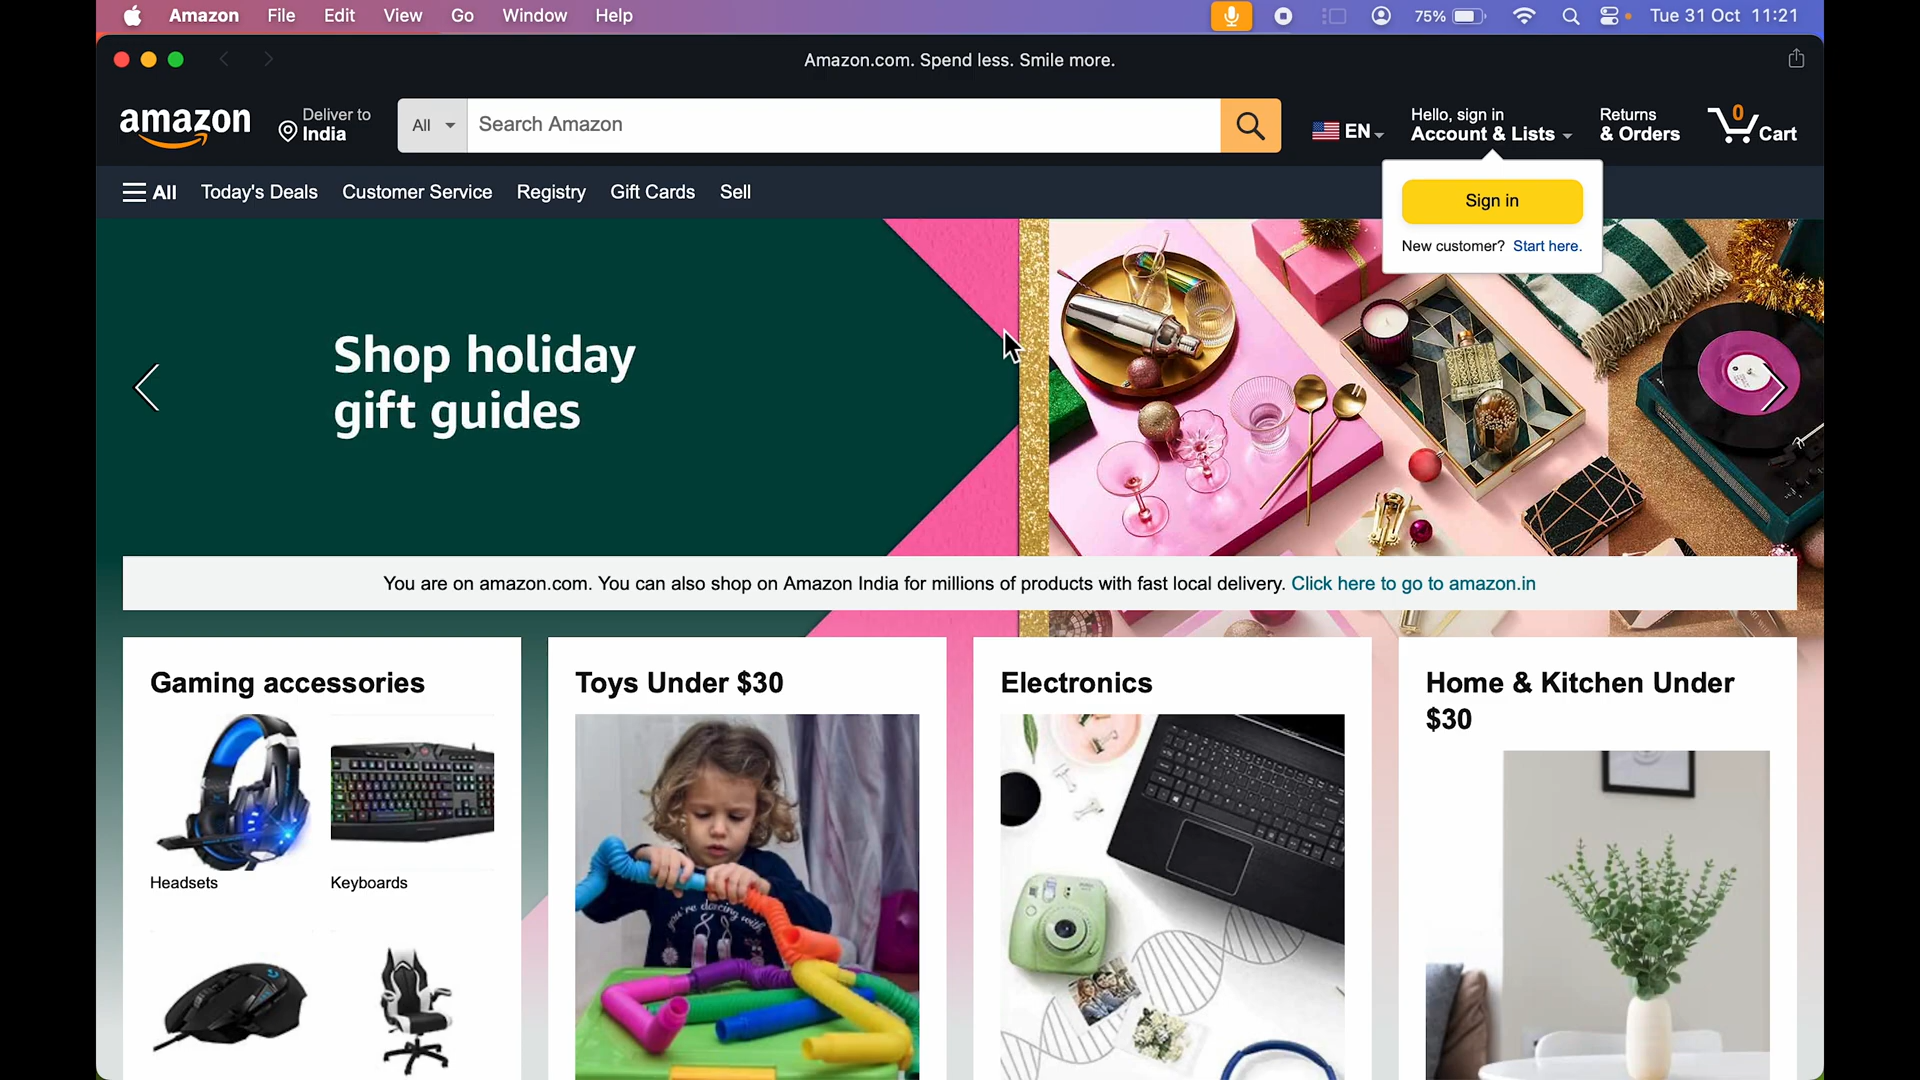 Amazon File Edit View Go Window Help 75% Tue 31 Oct 11:21
Amazon.com. Spend less. Smile more.
amazon
Deliver to
India
All
Search Amazon
EN
Hello, sign in
Account & Lists
Returns
& Orders
0
Cart
All Today's Deals Customer Service Registry Gift Cards Sell
Sign in
New customer? Start here.
Shop holiday
gift guides
You are on amazon.com. You can also shop on Amazon India for millions of products with fast local delivery. Click here to go to amazon.in
Gaming accessories
Headsets
Keyboards
Toys Under $30
you're dancing with
Electronics
Home & Kitchen Under
$30